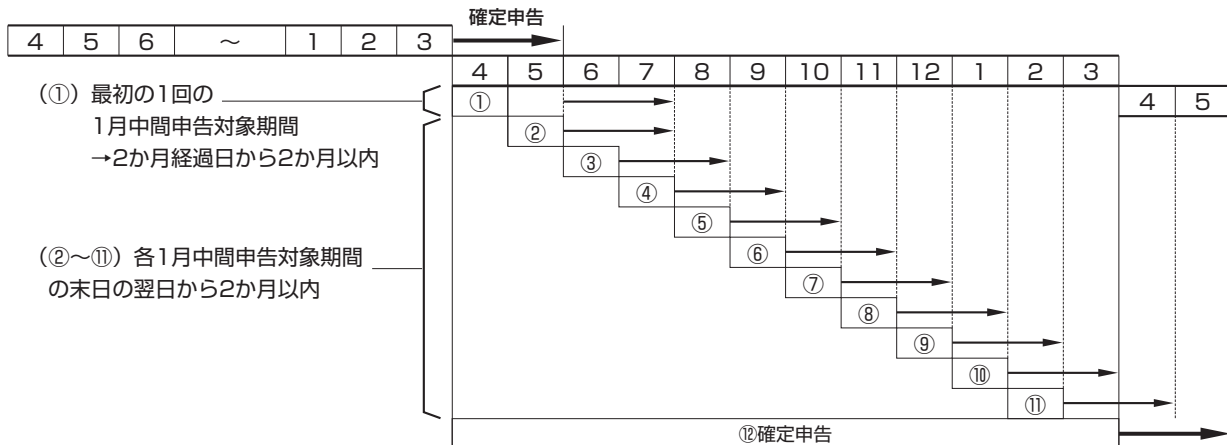 確定申告
4 5 6 ～ 1 2 3
4 5 6 7 8 9 10 11 12 1 2 3
4 5
（①）最初の1回の
1月中間申告対象期間
→2か月経過日から2か月以内
（②～⑪）各1月中間申告対象期間
の末日の翌日から2か月以内
①
②
③
④
⑤
⑥
⑦
⑧
⑨
⑩
⑪
⑫確定申告